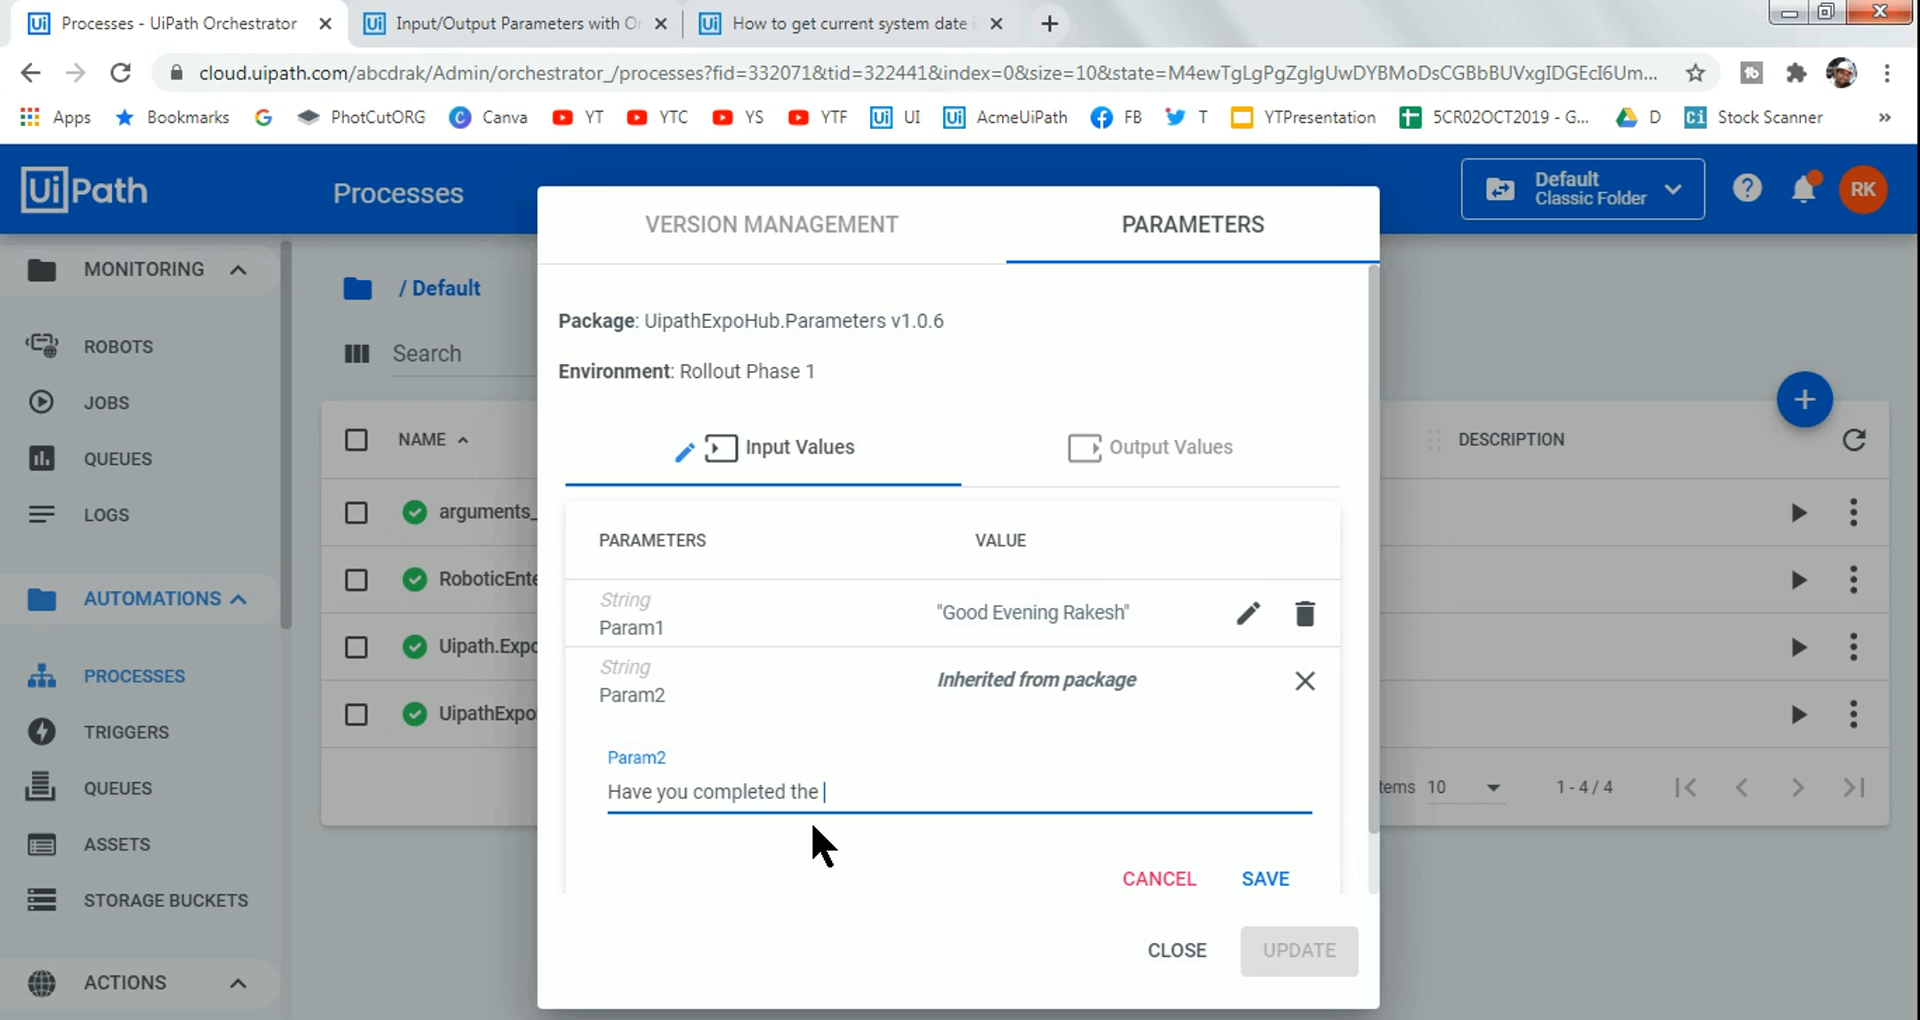 Processes - UiPath Orchestrator
Input/Output Parameters with Or
How to get current system date i
cloud.uipath.com/abcdrak/Admin/orchestrator_/processes?fid=332071&tid=322441&index=0&size=10&state=M4ewTgLgPgZglgUwDYBMoDsCGBbBUVxgIDGEcI6Um...
Apps
Bookmarks
PhotCutORG
Canva
YT
YTC
YS
YTF
UI
AcmeUiPath
FB
T
YTPresentation
5CR02OCT2019 - G...
D
Stock Scanner
»
UiPath
Processes
Default
Classic Folder
RK
VERSION MANAGEMENT
PARAMETERS
MONITORING
ROBOTS
JOBS
QUEUES
LOGS
AUTOMATIONS
PROCESSES
TRIGGERS
QUEUES
ASSETS
STORAGE BUCKETS
ACTIONS
/ Default
Search
NAME
DESCRIPTION
arguments_
RoboticEnte
Uipath.Expo
UipathExpo
tems 10
1 - 4 / 4
Package: UipathExpoHub.Parameters v1.0.6
Environment: Rollout Phase 1
Input Values
Output Values
PARAMETERS
VALUE
String
Param1
"Good Evening Rakesh"
String
Param2
Inherited from package
Param2
Have you completed the
CANCEL
SAVE
CLOSE
UPDATE